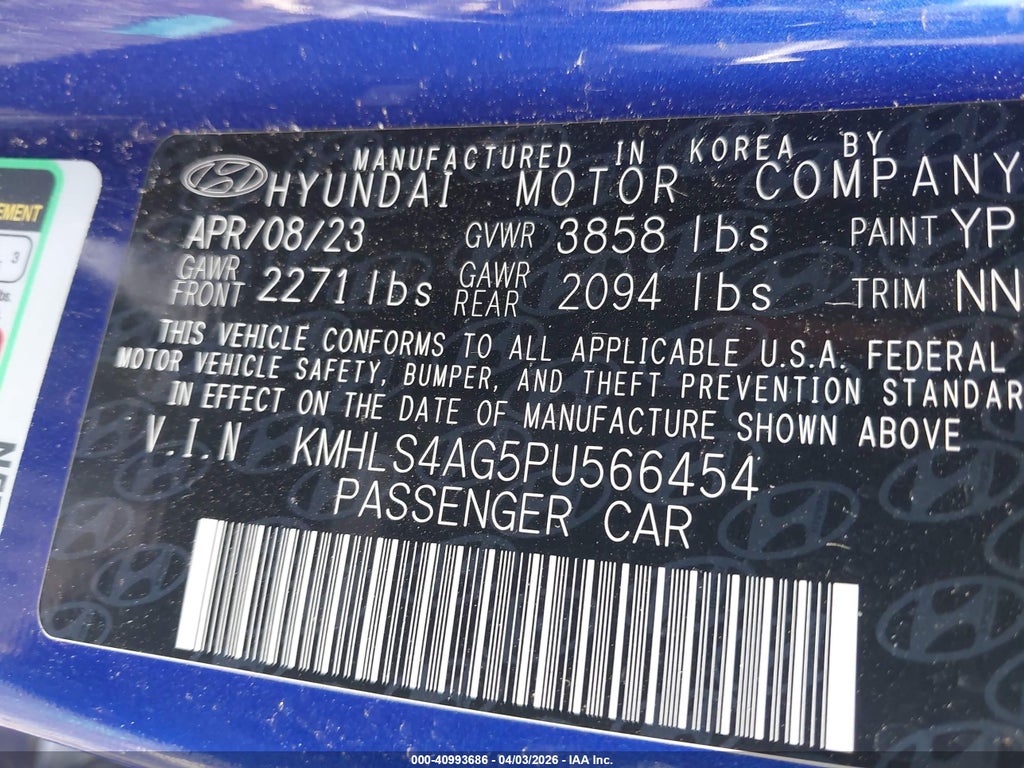 MANUFACTURED IN KOREA BY
HYUNDAI MOTOR COMPANY
APR/08/23 GVWR 3858 lbs PAINT YP
GAWR FRONT 2271 lbs GAWR REAR 2094 lbs TRIM NN
THIS VEHICLE CONFORMS TO ALL APPLICABLE U.S.A. FEDERAL
MOTOR VEHICLE SAFETY, BUMPER, AND THEFT PREVENTION STANDAR
IN EFFECT ON THE DATE OF MANUFACTURE SHOWN ABOVE
V.I.N KMHLS4AG5PU566454
PASSENGER CAR
EMENT
3
bs.
000-40993686 - 04/03/2026 - IAA Inc.